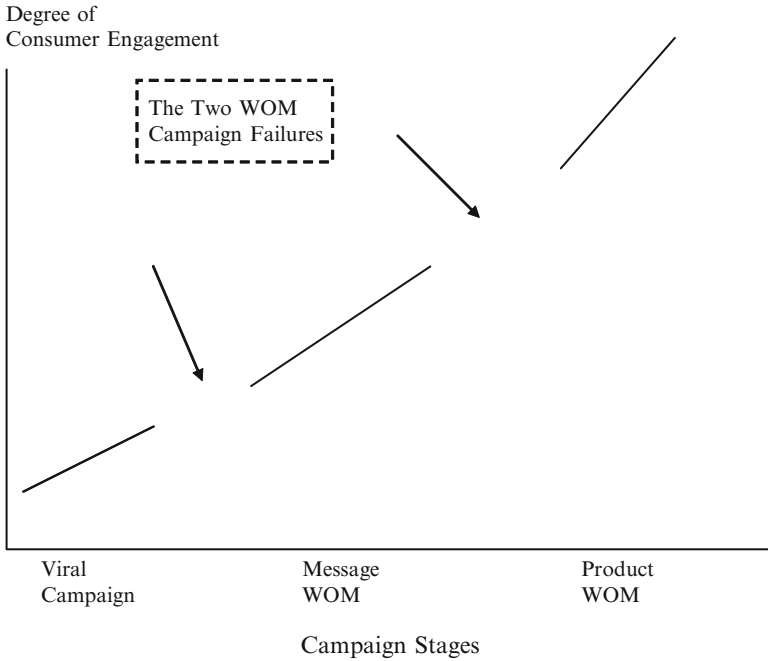 Degree of
Consumer Engagement
The Two WOM
Campaign Failures
Viral
Campaign
Message
WOM
Product
WOM
Campaign Stages